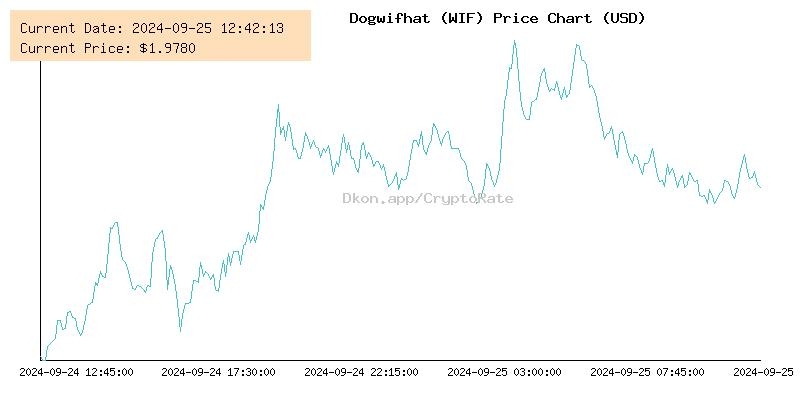 Dogwifhat (WIF) Price Chart (USD)
Current Date: 2024-09-25 12:42:13
Current Price: $1.9780
Dkon.app/CryptoRate
2024-09-24 12:45:00 2024-09-24 17:30:00 2024-09-24 22:15:00 2024-09-25 03:00:00 2024-09-25 07:45:00 2024-09-25